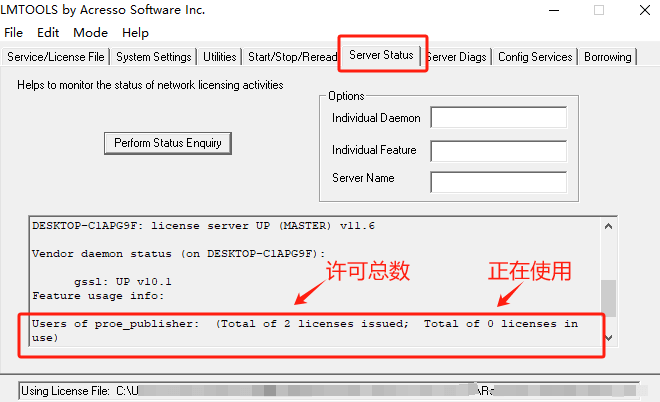 LMTOOLS by Acresso Software Inc.
File Edit Mode Help
Service/License File System Settings Utilities Start/Stop/Reread Server Status Server Diags Config Services Borrowing
Helps to monitor the status of network licensing activities
Options
Individual Daemon
Perform Status Enquiry
Individual Feature
Server Name
DESKTOP-C1APG9F: license server UP (MASTER) v11.6
Vendor daemon status (on DESKTOP-C1APG9F):
许可总数 正在使用
gssl: UP v10.1
Feature usage info:
Users of proe_publisher: (Total of 2 licenses issued; Total of 0 licenses in
use)
Using License File: C:\U